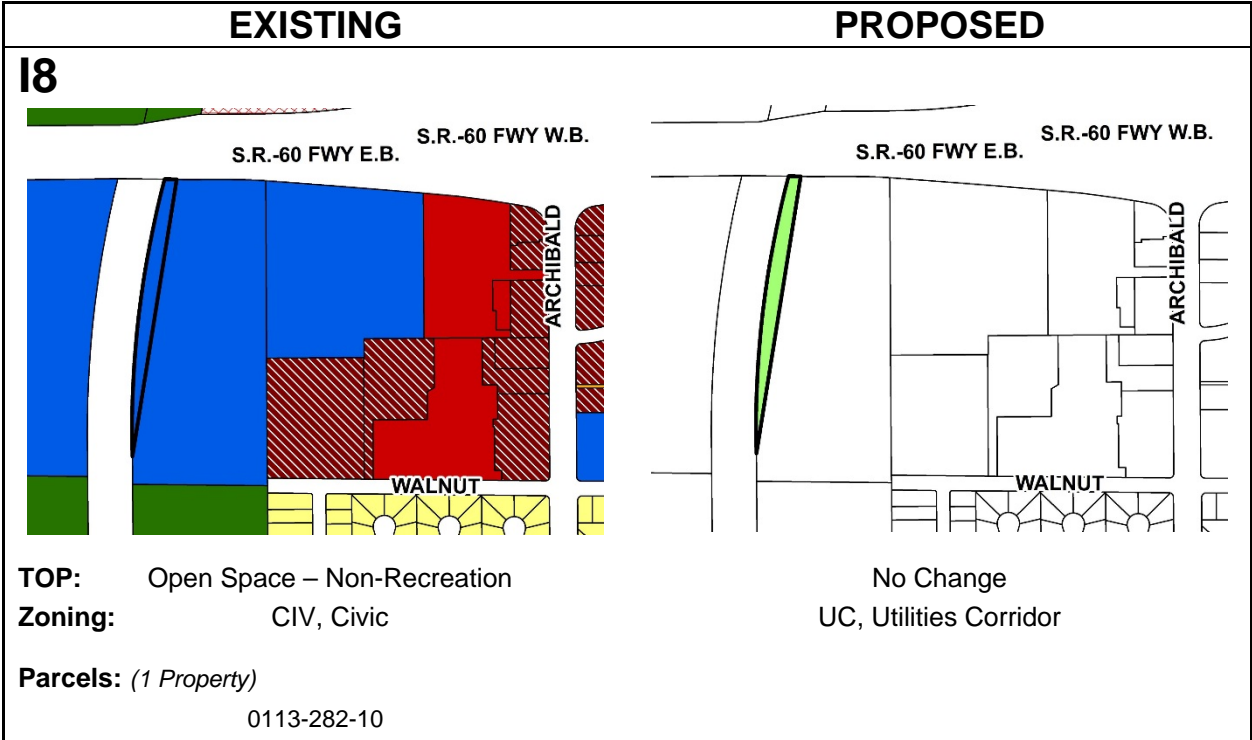 EXISTING PROPOSED
I8
S.R.-60 FWY W.B.
S.R.-60 FWY E.B.
ARCHIBALD
WALNUT
S.R.-60 FWY W.B.
S.R.-60 FWY E.B.
ARCHIBALD
WALNUT
TOP: Open Space – Non-Recreation No Change
Zoning: CIV, Civic UC, Utilities Corridor
Parcels: (1 Property)
0113-282-10